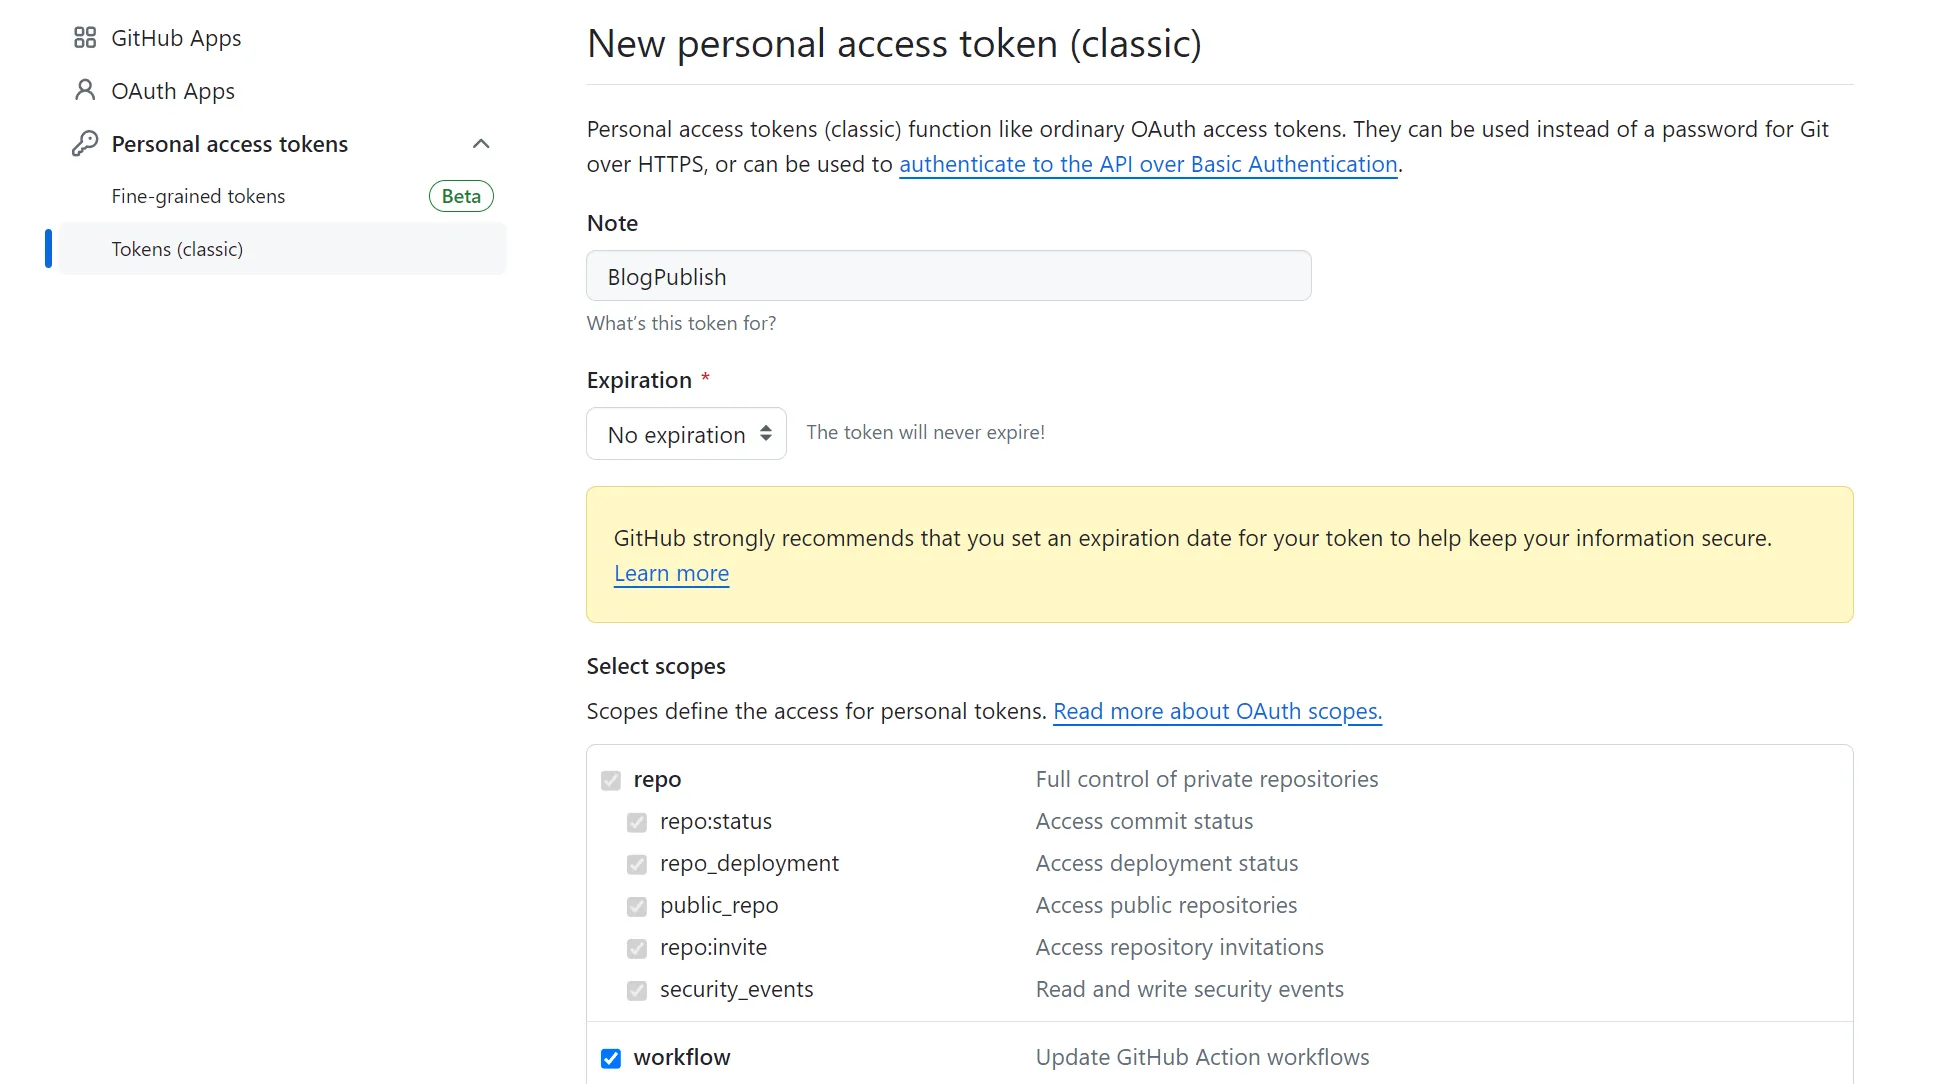 GitHub Apps
OAuth Apps
Personal access tokens
Fine-grained tokens Beta
Tokens (classic)
New personal access token (classic)
Personal access tokens (classic) function like ordinary OAuth access tokens. They can be used instead of a password for Git
over HTTPS, or can be used to authenticate to the API over Basic Authentication.
Note
BlogPublish
What's this token for?
Expiration *
No expiration The token will never expire!
GitHub strongly recommends that you set an expiration date for your token to help keep your information secure.
Learn more
Select scopes
Scopes define the access for personal tokens. Read more about OAuth scopes.
repo Full control of private repositories
repo:status Access commit status
repo_deployment Access deployment status
public_repo Access public repositories
repo:invite Access repository invitations
security_events Read and write security events
workflow Update GitHub Action workflows